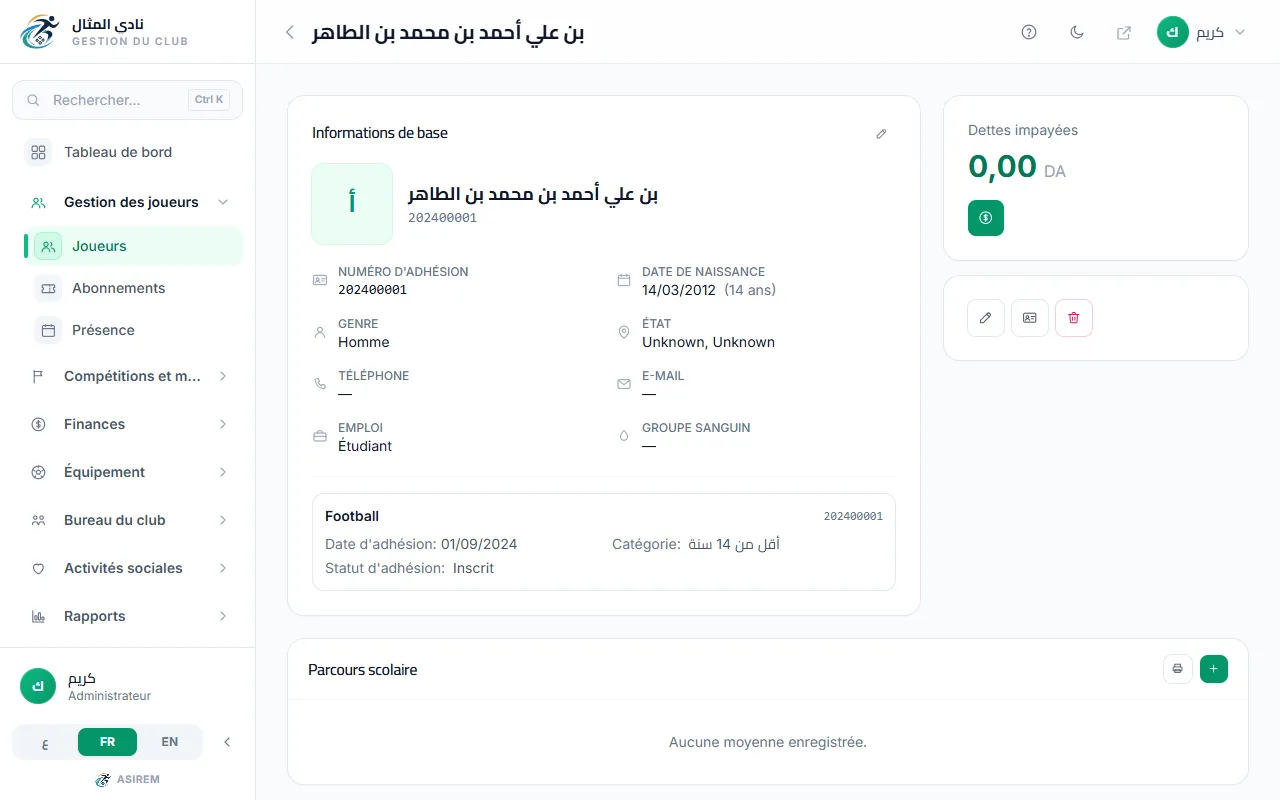 نادي المثال
GESTION DU CLUB
Rechercher...
Ctrl K
Tableau de bord
Gestion des joueurs
Joueurs
Abonnements
Présence
Compétitions et m...
Finances
Équipement
Bureau du club
Activités sociales
Rapports
ك
كريم
Administrateur
ع
FR
EN
ASIREM
بن علي أحمد بن محمد بن الطاهر
ك
كريم
Informations de base
أ
بن علي أحمد بن محمد بن الطاهر
202400001
NUMÉRO D'ADHÉSION
202400001
DATE DE NAISSANCE
14/03/2012 (14 ans)
GENRE
Homme
ÉTAT
Unknown, Unknown
TÉLÉPHONE
—
E-MAIL
—
EMPLOI
Étudiant
GROUPE SANGUIN
—
Football
202400001
Date d'adhésion: 01/09/2024
Catégorie: أقل من 14 سنة
Statut d'adhésion: Inscrit
Dettes impayées
0,00 DA
Parcours scolaire
Aucune moyenne enregistrée.